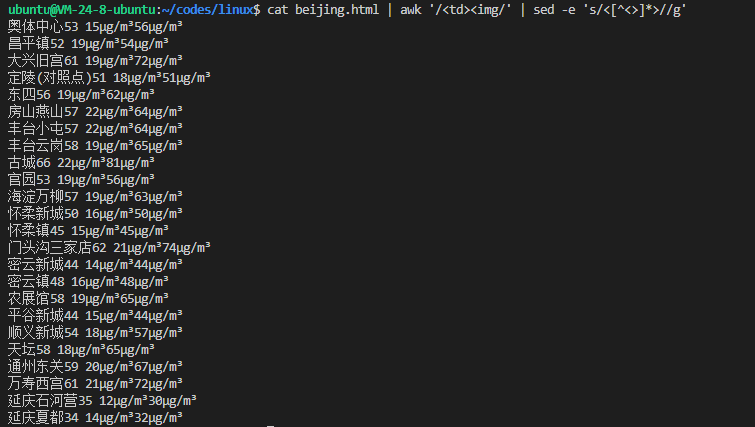 ubuntu@VM-24-8-ubuntu:~/codes/linux$ cat beijing.html | awk '/<td><img/' | sed -e 's/<[^<>]*>//g'
奥体中心53 15μg/m³56μg/m³
昌平镇52 19μg/m³54μg/m³
大兴旧宫61 19μg/m³72μg/m³
定陵(对照点)51 18μg/m³51μg/m³
东四56 19μg/m³62μg/m³
房山燕山57 22μg/m³64μg/m³
丰台小屯57 22μg/m³64μg/m³
丰台云岗58 19μg/m³65μg/m³
古城66 22μg/m³81μg/m³
官园53 19μg/m³56μg/m³
海淀万柳57 19μg/m³63μg/m³
怀柔新城50 16μg/m³50μg/m³
怀柔镇45 15μg/m³45μg/m³
门头沟三家店62 21μg/m³74μg/m³
密云新城44 14μg/m³44μg/m³
密云镇48 16μg/m³48μg/m³
农展馆58 19μg/m³65μg/m³
平谷新城44 15μg/m³44μg/m³
顺义新城54 18μg/m³57μg/m³
天坛58 18μg/m³65μg/m³
通州东关59 20μg/m³67μg/m³
万寿西宫61 21μg/m³72μg/m³
延庆石河营35 12μg/m³30μg/m³
延庆夏都34 14μg/m³32μg/m³